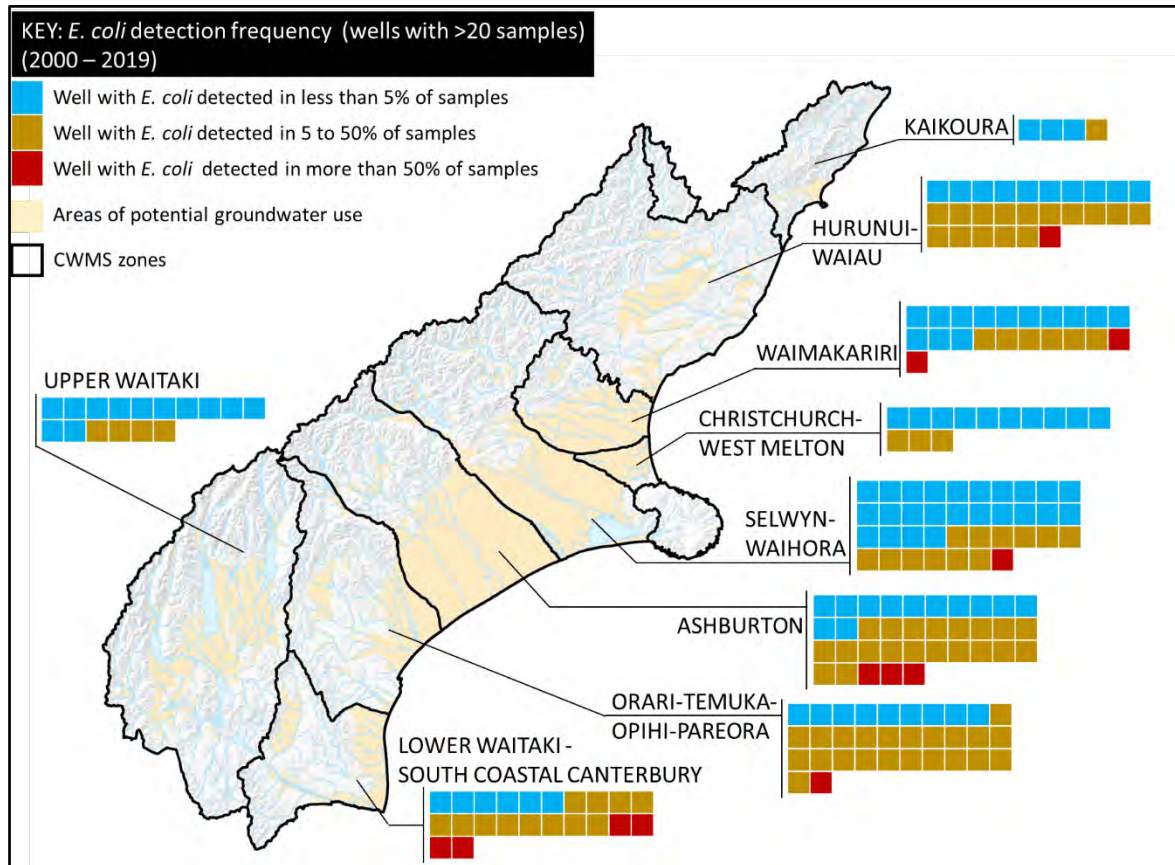 KEY: E. coli detection frequency (wells with >20 samples)
(2000 – 2019)
Well with E. coli detected in less than 5% of samples
Well with E. coli detected in 5 to 50% of samples
Well with E. coli detected in more than 50% of samples
Areas of potential groundwater use
CWMS zones
KAIKOURA
HURUNUI-
WAIAU
WAIMAKARIRI
UPPER WAITAKI
CHRISTCHURCH-
WEST MELTON
SELWYN-
WAIHORA
ASHBURTON
ORARI-TEMUKA-
OPIHI-PAREORA
LOWER WAITAKI -
SOUTH COASTAL CANTERBURY